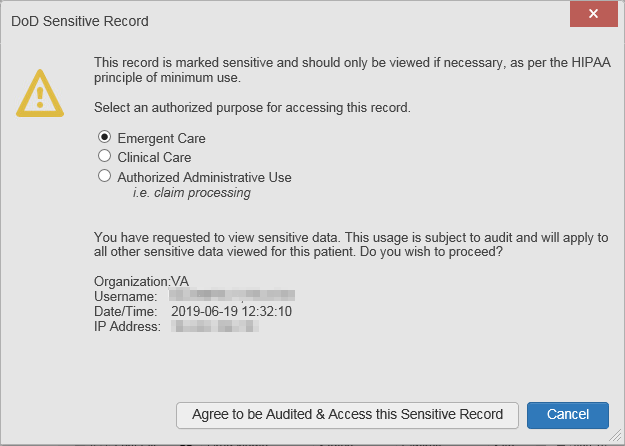 DoD Sensitive Record
This record is marked sensitive and should only be viewed if necessary, as per the HIPAA
principle of minimum use.
Select an authorized purpose for accessing this record.
Emergent Care
Clinical Care
Authorized Administrative Use
i.e. claim processing
You have requested to view sensitive data. This usage is subject to audit and will apply to
all other sensitive data viewed for this patient. Do you wish to proceed?
Organization:VA
Username:
Date/Time: 2019-06-19 12:32:10
IP Address:
Agree to be Audited & Access this Sensitive Record Cancel